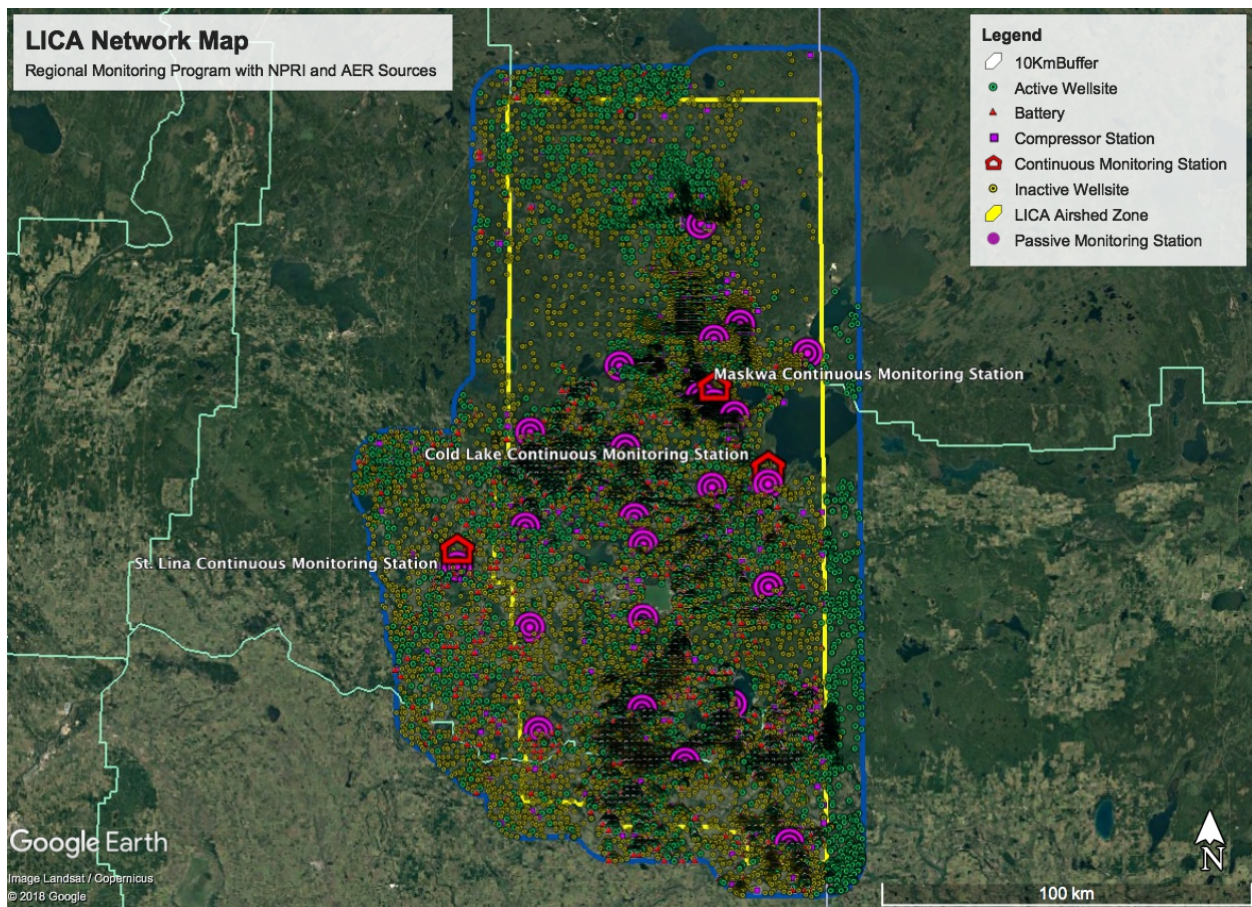 LICA Network Map
Regional Monitoring Program with NPRI and AER Sources
Legend
10KmBuffer
Active Wellsite
Battery
Compressor Station
Continuous Monitoring Station
Inactive Wellsite
LICA Airshed Zone
Passive Monitoring Station
Maskwa Continuous Monitoring Station
Cold Lake Continuous Monitoring Station
St. Lina Continuous Monitoring Station
Google Earth
Image Landsat / Copernicus
© 2018 Google
N
100 km